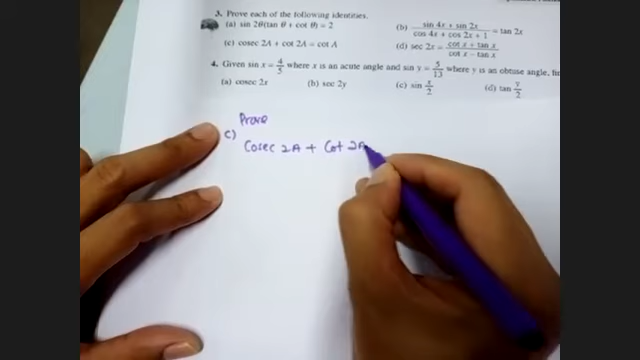 3. Prove each of the following identities.
(a) sin 2θ(tan θ + cot θ) = 2
(b) sin 4x + sin 2x / cos 4x + cos 2x + 1 = tan 2x
(c) cosec 2A + cot 2A = cot A
(d) sec 2x = cot x + tan x / cot x − tan x
4. Given sin x = 4/5 where x is an acute angle and sin y = 5/13 where y is an obtuse angle,
(a) cosec 2x (b) sec 2y (c) sin x/2 (d) tan y/2
Prove
c)
Cosec 2A + Cot 2A